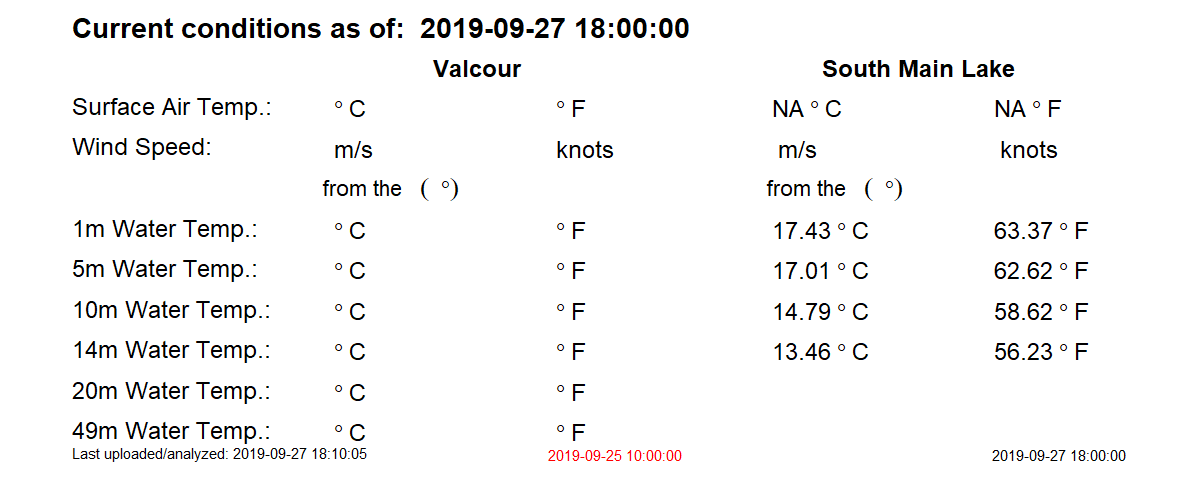 Current conditions as of:  2019-09-27 18:00:00
Valcour South Main Lake
Surface Air Temp.: ° C ° F NA ° C NA ° F
Wind Speed: m/s knots m/s knots
from the ( °) from the ( °)
1m Water Temp.: ° C ° F 17.43 ° C 63.37 ° F
5m Water Temp.: ° C ° F 17.01 ° C 62.62 ° F
10m Water Temp.: ° C ° F 14.79 ° C 58.62 ° F
14m Water Temp.: ° C ° F 13.46 ° C 56.23 ° F
20m Water Temp.: ° C ° F
49m Water Temp.: ° C ° F
Last uploaded/analyzed: 2019-09-27 18:10:05 2019-09-25 10:00:00 2019-09-27 18:00:00